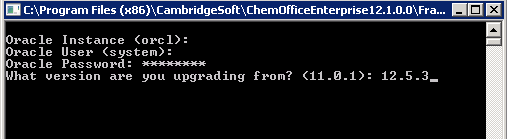 C:\Program Files (x86)\CambridgeSoft\ChemOfficeEnterprise12.1.0.0\Fra...
Oracle Instance (orcl):
Oracle User (system):
Oracle Password: ********
What version are you upgrading from? (11.0.1): 12.5.3_